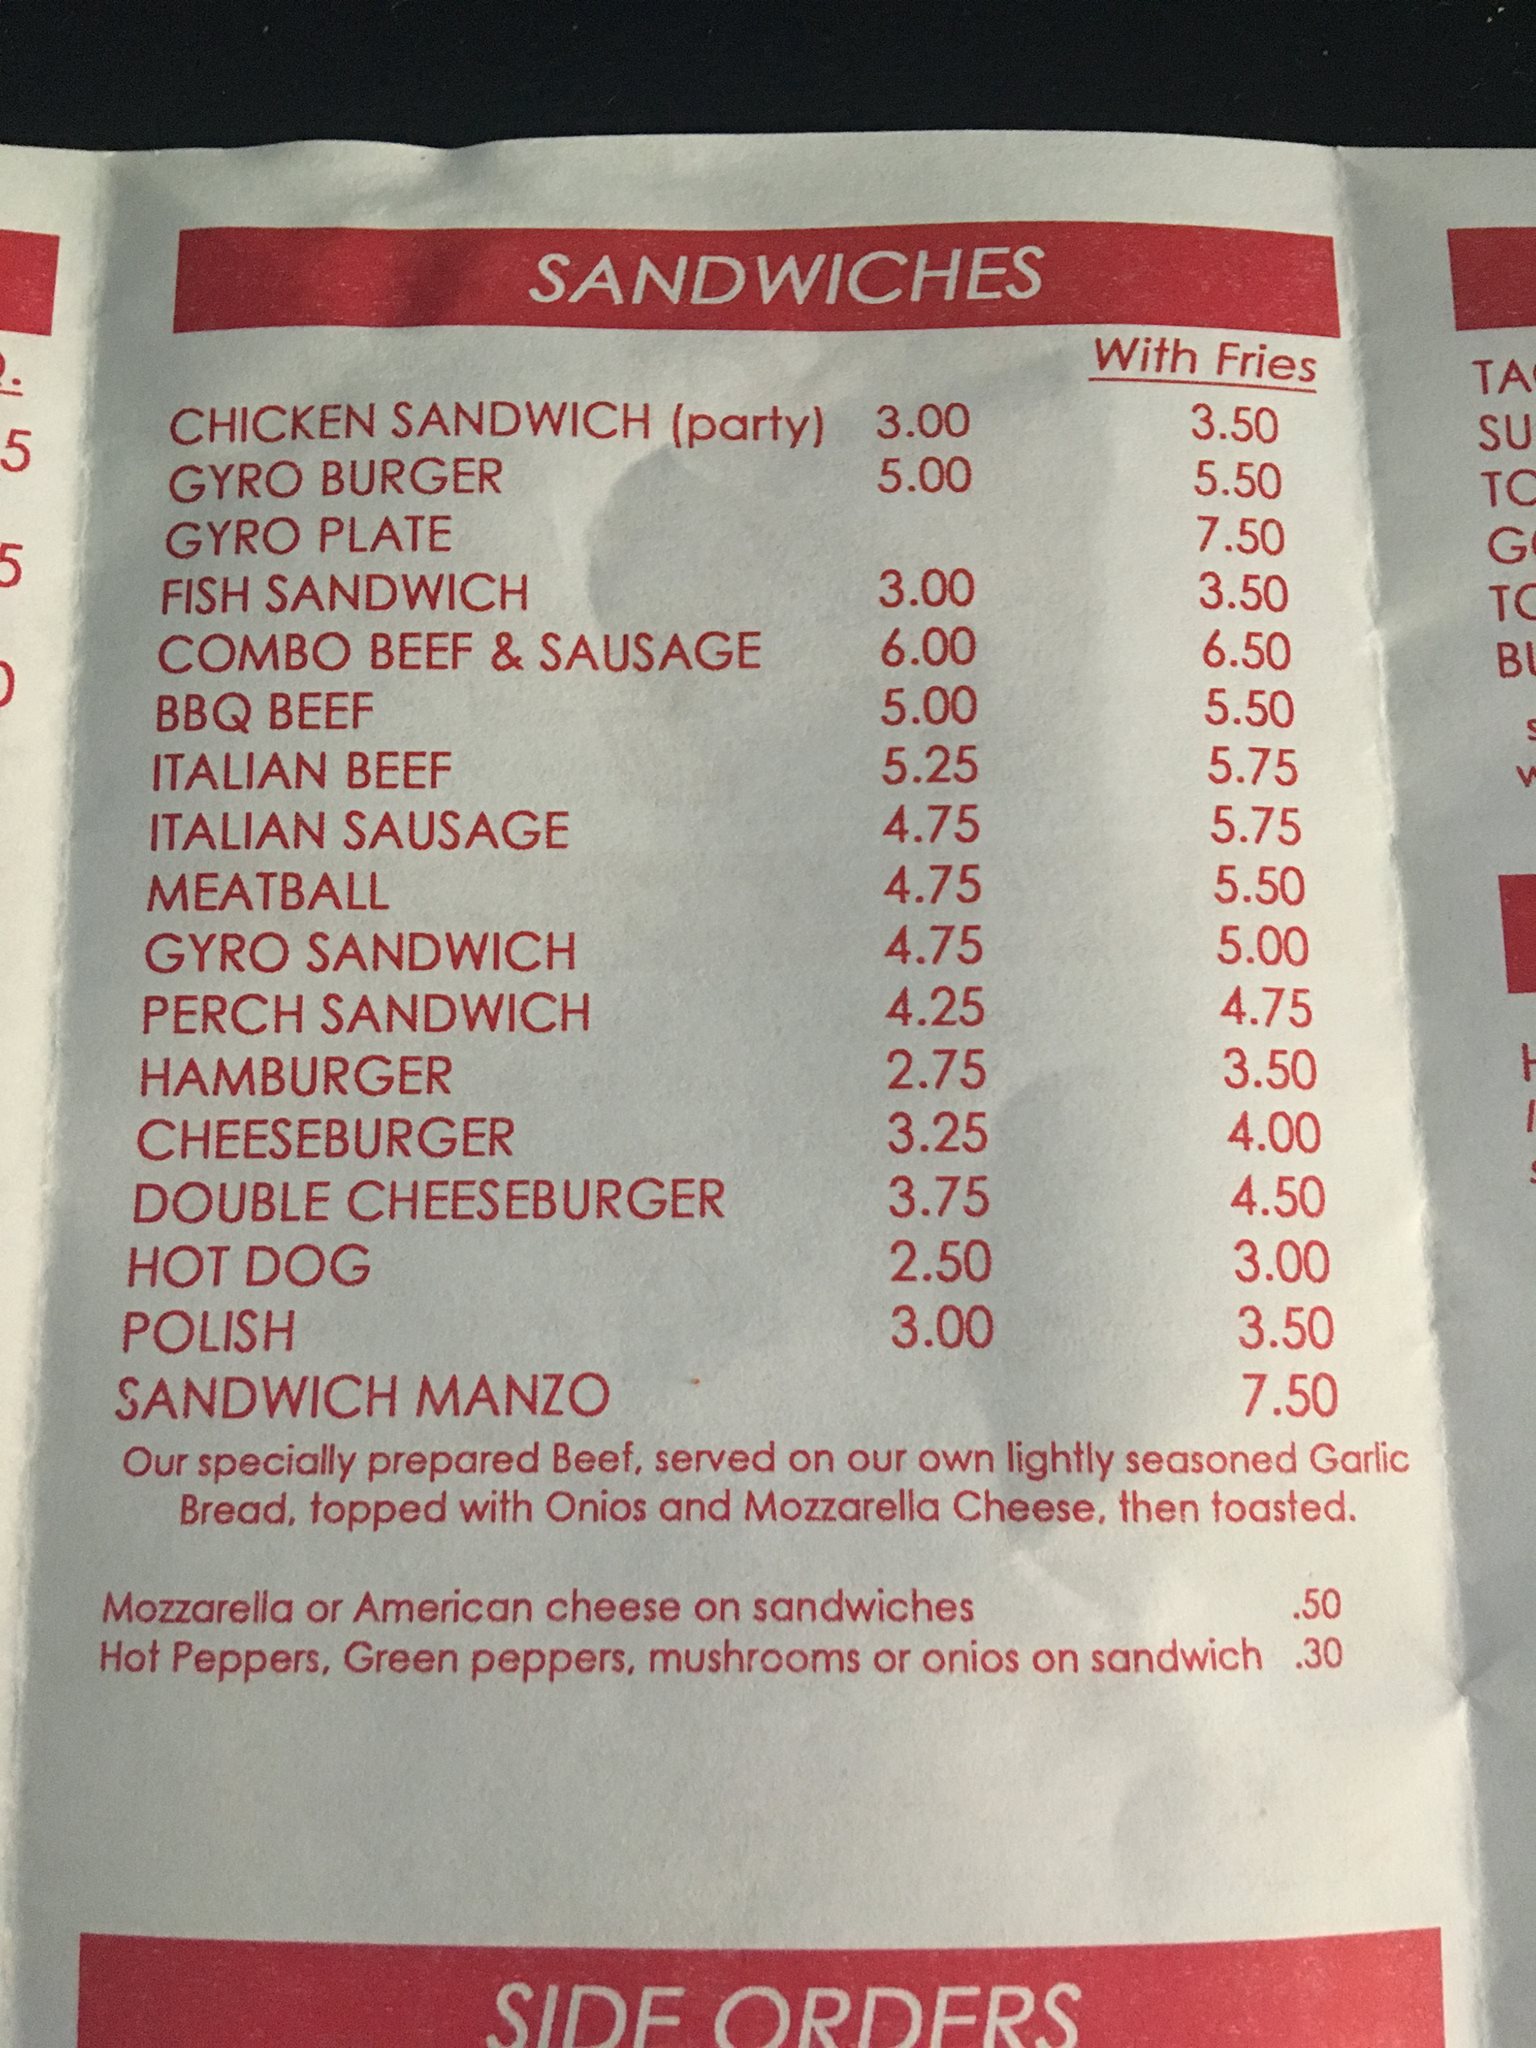 SANDWICHES
With Fries
CHICKEN SANDWICH (party) 3.00 3.50
GYRO BURGER 5.00 5.50
GYRO PLATE 7.50
FISH SANDWICH 3.00 3.50
COMBO BEEF & SAUSAGE 6.00 6.50
BBQ BEEF 5.00 5.50
ITALIAN BEEF 5.25 5.75
ITALIAN SAUSAGE 4.75 5.75
MEATBALL 4.75 5.50
GYRO SANDWICH 4.75 5.00
PERCH SANDWICH 4.25 4.75
HAMBURGER 2.75 3.50
CHEESEBURGER 3.25 4.00
DOUBLE CHEESEBURGER 3.75 4.50
HOT DOG 2.50 3.00
POLISH 3.00 3.50
SANDWICH MANZO 7.50
Our specially prepared Beef, served on our own lightly seasoned Garlic
Bread, topped with Onios and Mozzarella Cheese, then toasted.
Mozzarella or American cheese on sandwiches .50
Hot Peppers, Green peppers, mushrooms or onios on sandwich .30
SIDE ORDERS